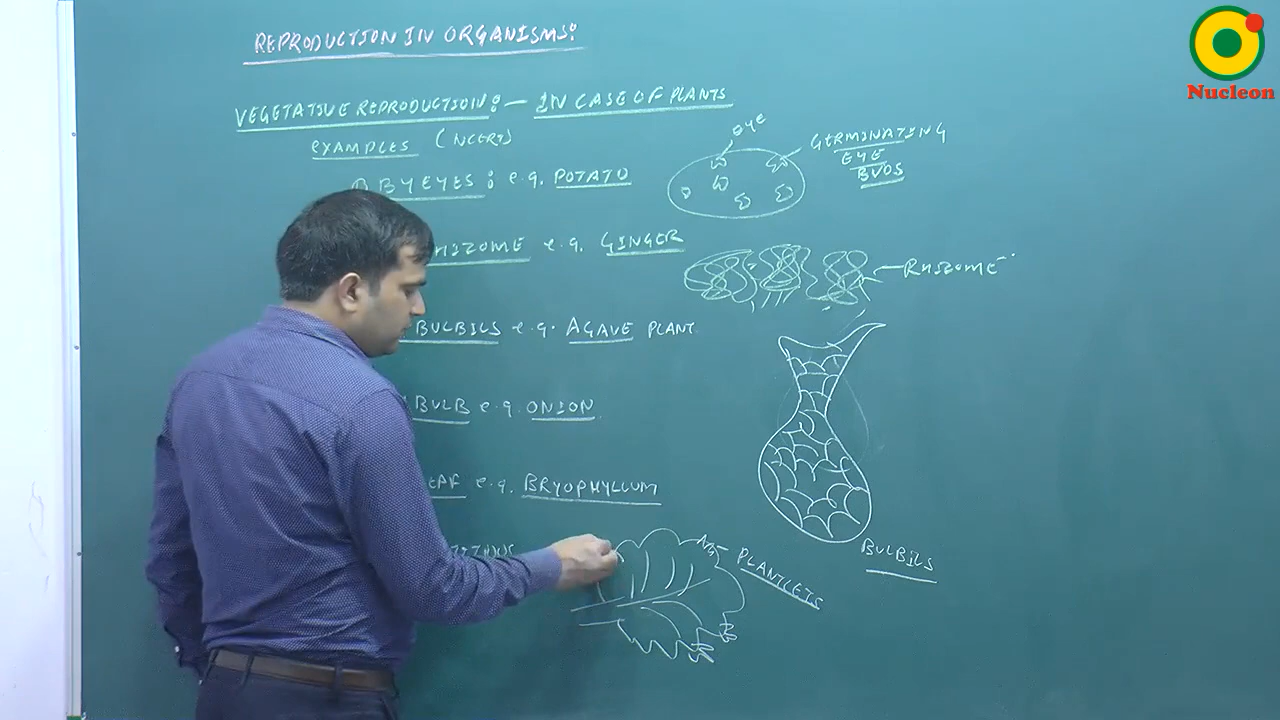 REPRODUCTION IN ORGANISMS:
VEGETATIVE REPRODUCTION: - IN CASE OF PLANTS
EXAMPLES (NCERT)
BY EYES: e.g. POTATO
eye
GERMINATING
EYE
BUDS
e.g. GINGER
RHIZOME
BULBILS e.g. AGAVE PLANT.
BULB e.g. ONION.
e.g. BRYOPHYLLUM
PLANTLETS
BULBILS
Nucleon